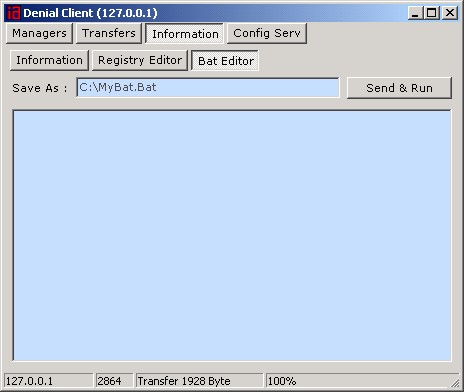 Denial Client (127.0.0.1)
Managers Transfers Information Config Serv
Information Registry Editor Bat Editor
Save As : C:\MyBat.Bat Send & Run
127.0.0.1 2864 Transfer 1928 Byte 100%